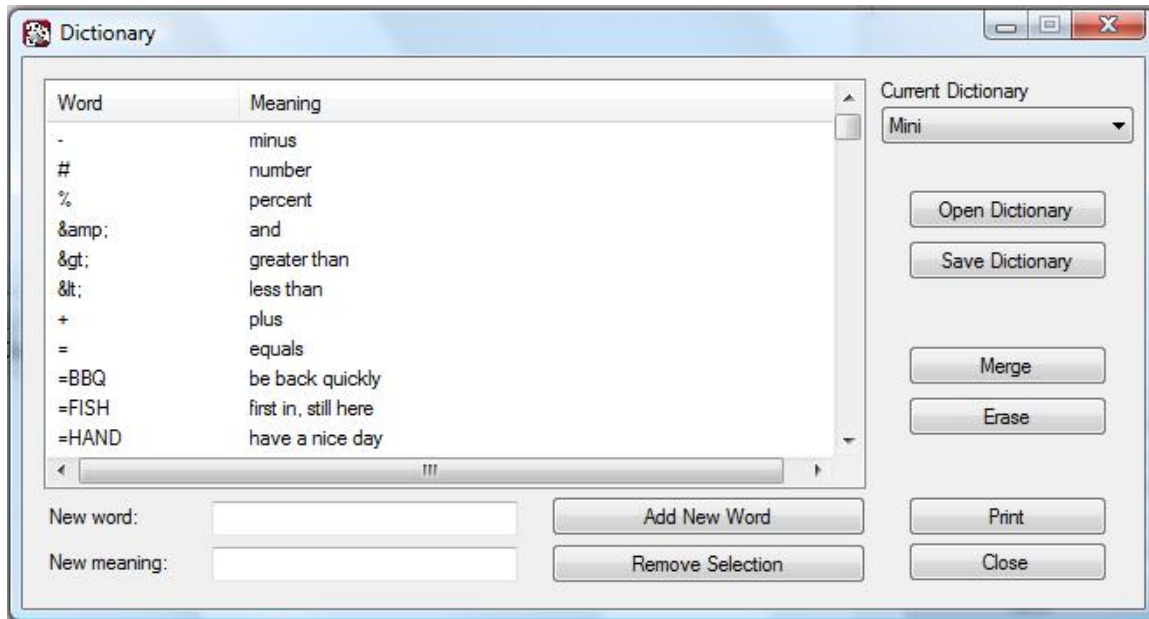 Dictionary
Word Meaning
- minus
# number
% percent
&amp; and
&gt; greater than
&lt; less than
+ plus
= equals
=BBQ be back quickly
=FISH first in, still here
=HAND have a nice day
Current Dictionary
Mini
Open Dictionary
Save Dictionary
Merge
Erase
New word: Add New Word Print
New meaning: Remove Selection Close